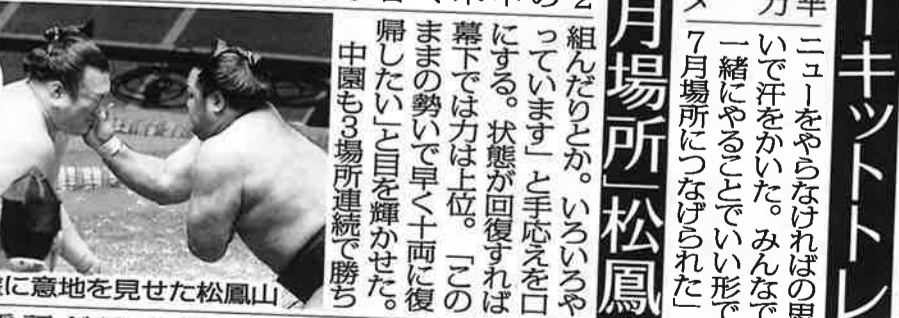 ーキットトレ
ニューをやらなければの思
いで汗をかいた。みんなで
一緒にやることでいい形で
７月場所につなげられた」
月場所」松鳳
組んだりとか。いろいろや
っています」と手応えを口
にする。状態が回復すれば
幕下では力は上位。「この
ままの勢いで早く十両に復
帰したい」と目を輝かせた。
中園も３場所連続で勝ち
に意地を見せた松鳳山